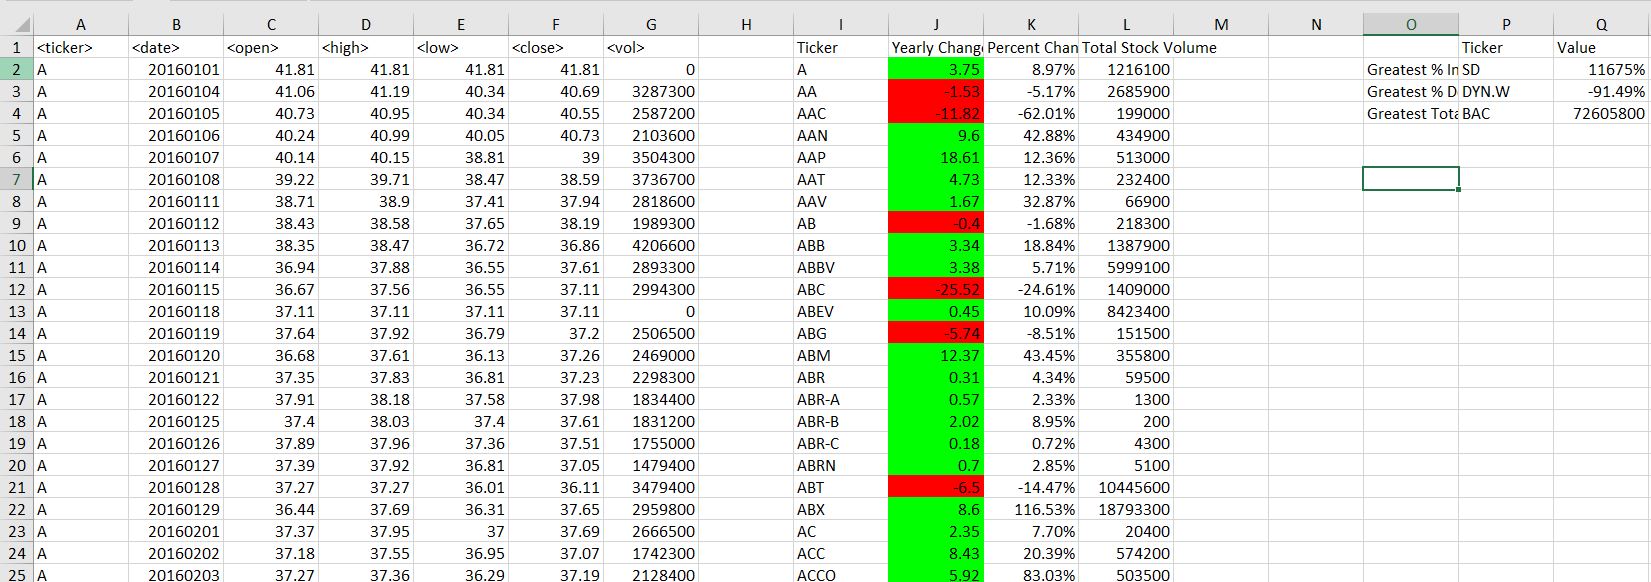 A B C D E F G H I J K L M N O P Q
1 <ticker> <date> <open> <high> <low> <close> <vol> Ticker Yearly Chang Percent Chan Total Stock Volume Ticker Value
2 A 20160101 41.81 41.81 41.81 41.81 0 A 3.75 8.97% 1216100 Greatest % In SD 11675%
3 A 20160104 41.06 41.19 40.34 40.69 3287300 AA -1.53 -5.17% 2685900 Greatest % D DYN.W -91.49%
4 A 20160105 40.73 40.95 40.34 40.55 2587200 AAC -11.82 -62.01% 199000 Greatest Tota BAC 72605800
5 A 20160106 40.24 40.99 40.05 40.73 2103600 AAN 9.6 42.88% 434900
6 A 20160107 40.14 40.15 38.81 39 3504300 AAP 18.61 12.36% 513000
7 A 20160108 39.22 39.71 38.47 38.59 3736700 AAT 4.73 12.33% 232400
8 A 20160111 38.71 38.9 37.41 37.94 2818600 AAV 1.67 32.87% 66900
9 A 20160112 38.43 38.58 37.65 38.19 1989300 AB -0.4 -1.68% 218300
10 A 20160113 38.35 38.47 36.72 36.86 4206600 ABB 3.34 18.84% 1387900
11 A 20160114 36.94 37.88 36.55 37.61 2893300 ABBV 3.38 5.71% 5999100
12 A 20160115 36.67 37.56 36.55 37.11 2994300 ABC -25.52 -24.61% 1409000
13 A 20160118 37.11 37.11 37.11 37.11 0 ABEV 0.45 10.09% 8423400
14 A 20160119 37.64 37.92 36.79 37.2 2506500 ABG -5.74 -8.51% 151500
15 A 20160120 36.68 37.61 36.13 37.26 2469000 ABM 12.37 43.45% 355800
16 A 20160121 37.35 37.83 36.81 37.23 2298300 ABR 0.31 4.34% 59500
17 A 20160122 37.91 38.18 37.58 37.98 1834400 ABR-A 0.57 2.33% 1300
18 A 20160125 37.4 38.03 37.4 37.61 1831200 ABR-B 2.02 8.95% 200
19 A 20160126 37.89 37.96 37.36 37.51 1755000 ABR-C 0.18 0.72% 4300
20 A 20160127 37.39 37.92 36.81 37.05 1479400 ABRN 0.7 2.85% 5100
21 A 20160128 37.27 37.27 36.01 36.11 3479400 ABT -6.5 -14.47% 10445600
22 A 20160129 36.44 37.69 36.31 37.65 2959800 ABX 8.6 116.53% 18793300
23 A 20160201 37.37 37.95 37 37.69 2666500 AC 2.35 7.70% 20400
24 A 20160202 37.18 37.55 36.95 37.07 1742300 ACC 8.43 20.39% 574200
25 A 20160203 37.27 37.36 36.29 37.19 2128400 ACCO 5.92 83.03% 503500